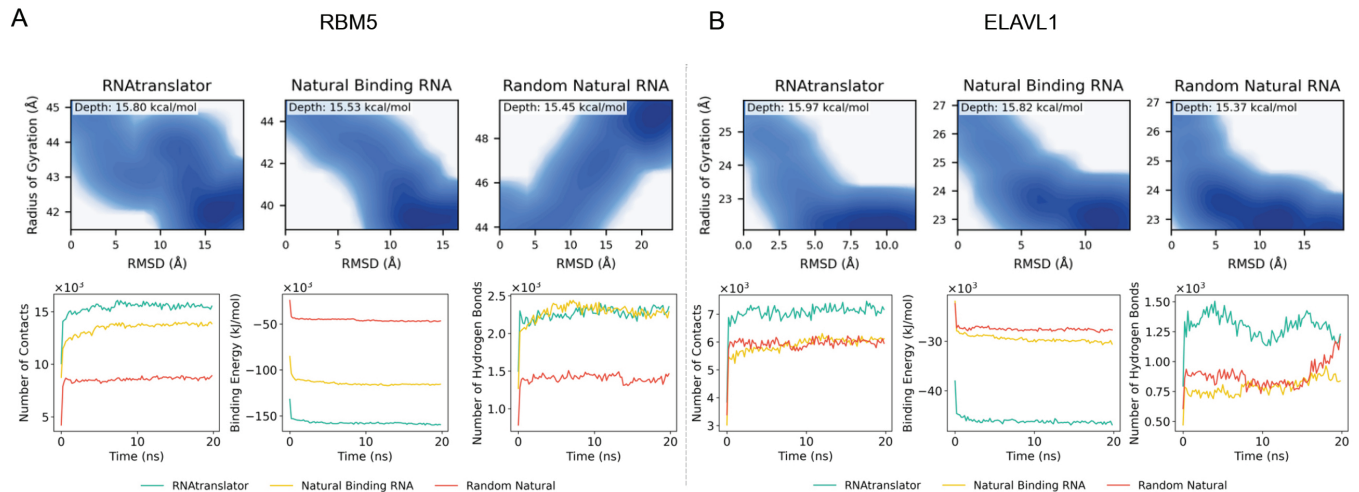 A
RBM5
RNAtranslator
Natural Binding RNA
Random Natural RNA
Radius of Gyration (Å)
45
44
43
42
Depth: 15.80 kcal/mol
0
5
10
15
RMSD (Å)
44
42
40
Depth: 15.53 kcal/mol
0
5
10
15
RMSD (Å)
48
46
44
Depth: 15.45 kcal/mol
0
5
10
15
20
RMSD (Å)
×10³
Number of Contacts
15
10
5
0
10
20
Time (ns)
×10³
Binding Energy (kJ/mol)
−50
−100
−150
0
10
20
Time (ns)
×10³
Number of Hydrogen Bonds
2.5
2.0
1.5
1.0
0
10
20
Time (ns)
RNAtranslator
Natural Binding RNA
Random Natural
B
ELAVL1
RNAtranslator
Natural Binding RNA
Random Natural RNA
Radius of Gyration (Å)
25
24
23
Depth: 15.97 kcal/mol
0.0
2.5
5.0
7.5
10.0
RMSD (Å)
27
26
25
24
23
Depth: 15.82 kcal/mol
0
5
10
RMSD (Å)
27
26
25
24
23
Depth: 15.37 kcal/mol
0
5
10
15
RMSD (Å)
×10³
Number of Contacts
7
6
5
4
3
0
10
20
Time (ns)
×10³
Binding Energy (kJ/mol)
−30
−40
0
10
20
Time (ns)
×10³
Number of Hydrogen Bonds
1.50
1.25
1.00
0.75
0.50
0
10
20
Time (ns)
RNAtranslator
Natural Binding RNA
Random Natural